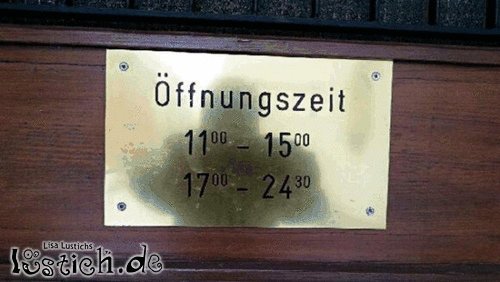 Öffnungszeit
11⁰⁰ – 15⁰⁰
17⁰⁰ – 24³⁰
Lisa Lustichs
lustich.de